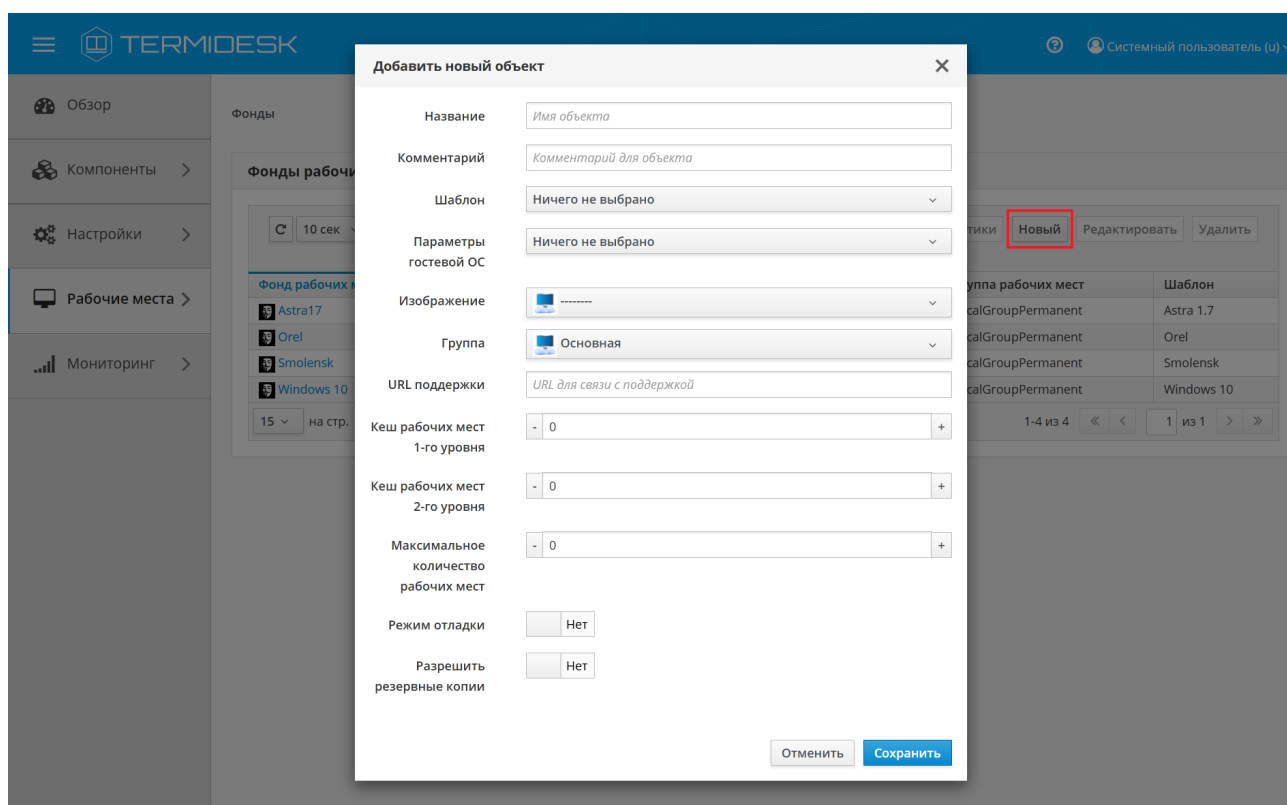 TERMIDESK
Системный пользователь (u)
Обзор
Компоненты
Настройки
Рабочие места
Мониторинг
Фонды
Фонды рабочи
10 сек
тики Новый Редактировать Удалить
Фонд рабочих м
уппа рабочих мест Шаблон
Astra17 calGroupPermanent Astra 1.7
Orel calGroupPermanent Orel
Smolensk calGroupPermanent Smolensk
Windows 10 calGroupPermanent Windows 10
15 на стр. 1-4 из 4 « < 1 из 1 > »
Добавить новый объект
Название Имя объекта
Комментарий Комментарий для объекта
Шаблон Ничего не выбрано
Параметры Ничего не выбрано
гостевой ОС
Изображение --------
Группа Основная
URL поддержки URL для связи с поддержкой
Кеш рабочих мест - 0 +
1-го уровня
Кеш рабочих мест - 0 +
2-го уровня
Максимальное - 0 +
количество
рабочих мест
Режим отладки Нет
Разрешить Нет
резервные копии
Отменить Сохранить